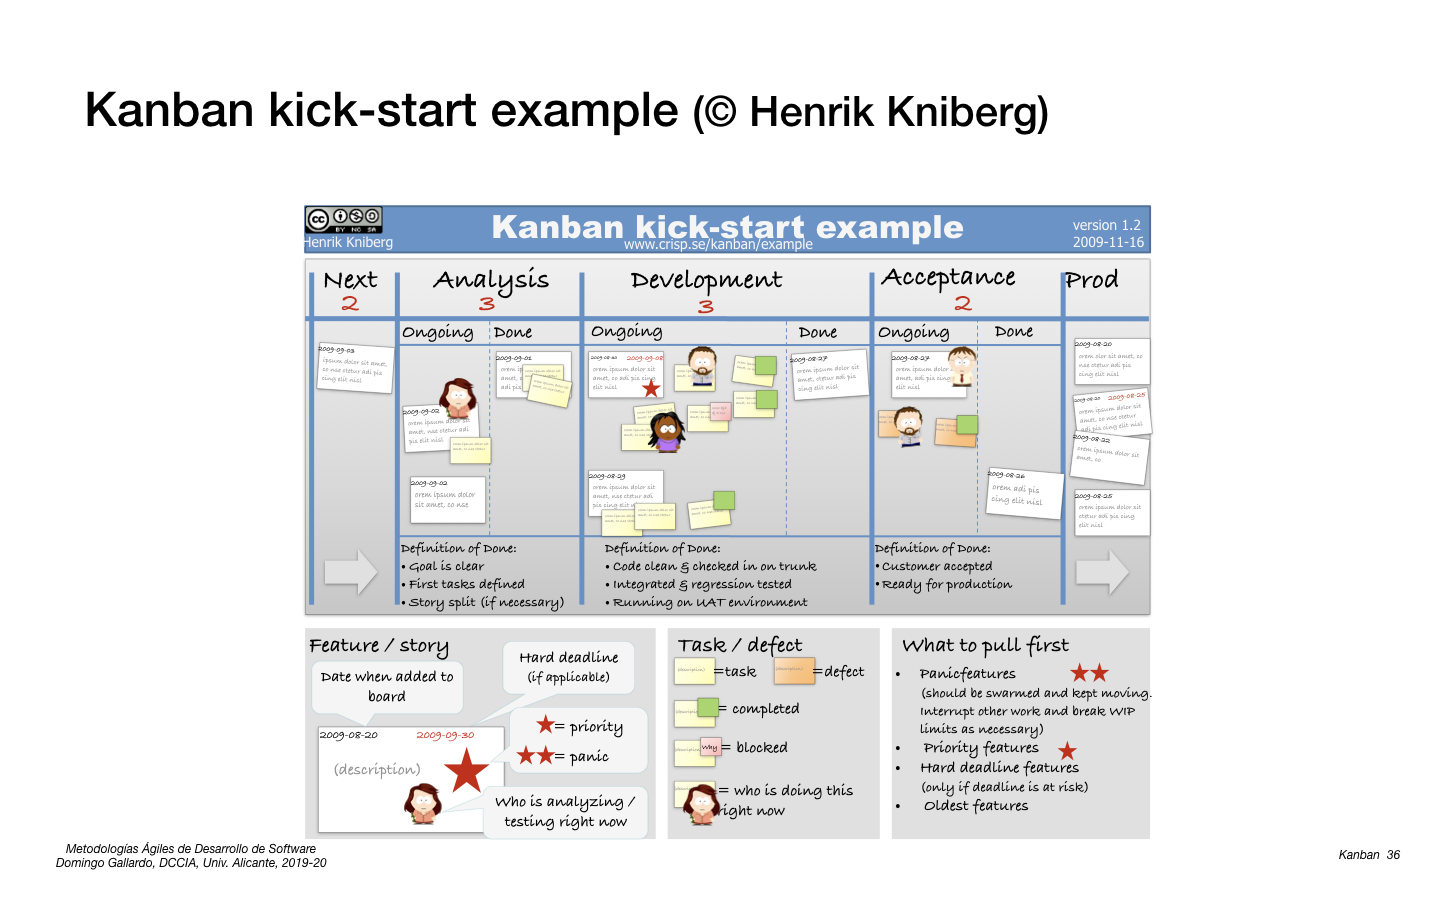 Kanban kick-start example (© Henrik Kniberg)
cc BY NC SA
Henrik Kniberg
Kanban kick-start example
www.crisp.se/kanban/example
version 1.2
2009-11-16
Next
2
Analysis
3
Development
3
Acceptance
2
Prod
Ongoing
Done
Ongoing
Done
Ongoing
Done
2009-09-03
ipsum dolor sit amet,
co nse ctetur adi pis
cing elit nisl
2009-09-02
orem ipsum dolor sit
amet, nse ctetur adi
pis elit nisl
2009-09-02
orem ipsum dolor
sit amet, co nse
2009-09-01
2009-09-08
orem ipsum dolor sit
amet, co adi pis cing
elit nisl
2009-08-29
orem ipsum dolor sit
amet, nse ctetur adi
pis cing elit
2009-08-27
orem ipsum dolor sit
amet, ctetur adi pis
cing elit nisl
2009-08-27
orem ipsum dolor sit
amet, ctetur adi pis
cing elit nisl
2009-08-26
orem adi pis
cing elit nisl
2009-08-20
orem olor sit amet, co
nse ctetur adi pis
cing elit nisl
2009-08-20 2009-08-25
orem ipsum dolor sit
amet, ctetur adi
pis cing elit nisl
2009-08-22
orem ipsum dolor sit
amet, co
2009-08-25
orem ipsum dolor sit
ctetur adi pis cing
elit nisl
Definition of Done:
• Goal is clear
• First tasks defined
• Story split (if necessary)
Definition of Done:
• Code clean & checked in on trunk
• Integrated & regression tested
• Running on UAT environment
Definition of Done:
• Customer accepted
• Ready for production
Feature / story
Date when added to
board
Hard deadline
(if applicable)
= priority
= panic
2009-08-20 2009-09-30
(description)
Who is analyzing /
testing right now
Task / defect
(description)
=task
(description)
=defect
= completed
Why
= blocked
= who is doing this
right now
What to pull first
• Panicfeatures
(should be swarmed and kept moving.
Interrupt other work and break WIP
limits as necessary)
• Priority features
• Hard deadline features
(only if deadline is at risk)
• Oldest features
Metodologías Ágiles de Desarrollo de Software
Domingo Gallardo, DCCIA, Univ. Alicante, 2019-20
Kanban 36